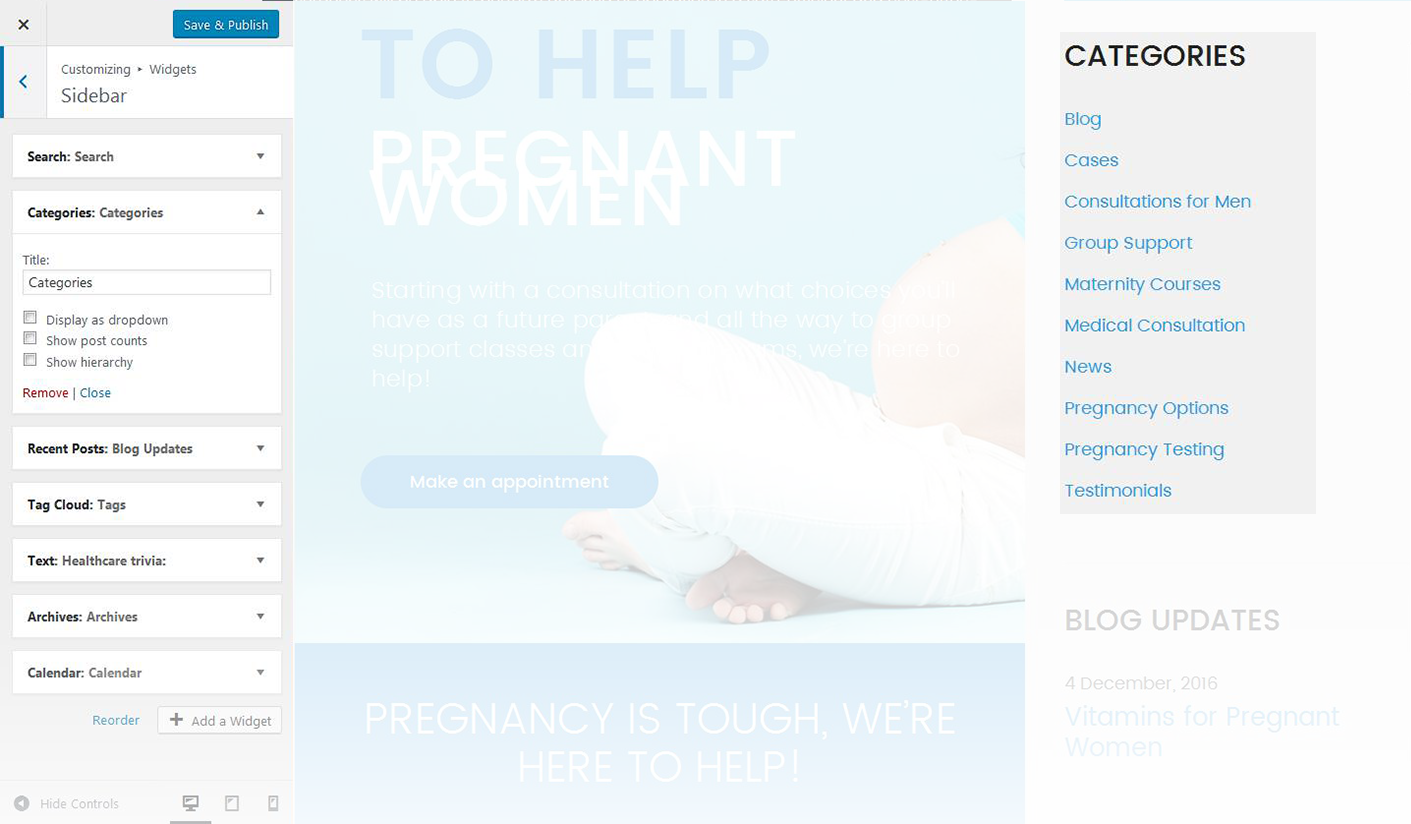 Save & Publish
Customizing ▸ Widgets
Sidebar
Search: Search
Categories: Categories
Title:
Categories
Display as dropdown
Show post counts
Show hierarchy
Remove | Close
Recent Posts: Blog Updates
Tag Cloud: Tags
Text: Healthcare trivia:
Archives: Archives
Calendar: Calendar
Reorder
Add a Widget
Hide Controls
TO HELP
PREGNANT
WOMEN
Starting with a consultation on what choices you'll
have as a future parent and all the way to group
support classes and, we're here to
help!
Make an appointment
PREGNANCY IS TOUGH, WE'RE
HERE TO HELP!
CATEGORIES
Blog
Cases
Consultations for Men
Group Support
Maternity Courses
Medical Consultation
News
Pregnancy Options
Pregnancy Testing
Testimonials
BLOG UPDATES
4 December, 2016
Vitamins for Pregnant
Women